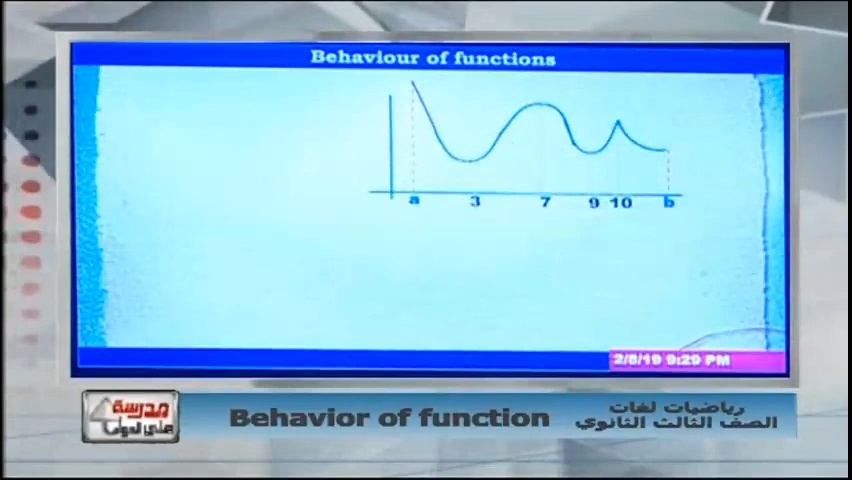 Behaviour of functions
a 3 7 9 10 b
2/8/19 9:29 PM
مدرسة
على الهواء
Behavior of function
رياضيات لغات
الصف الثالث الثانوي